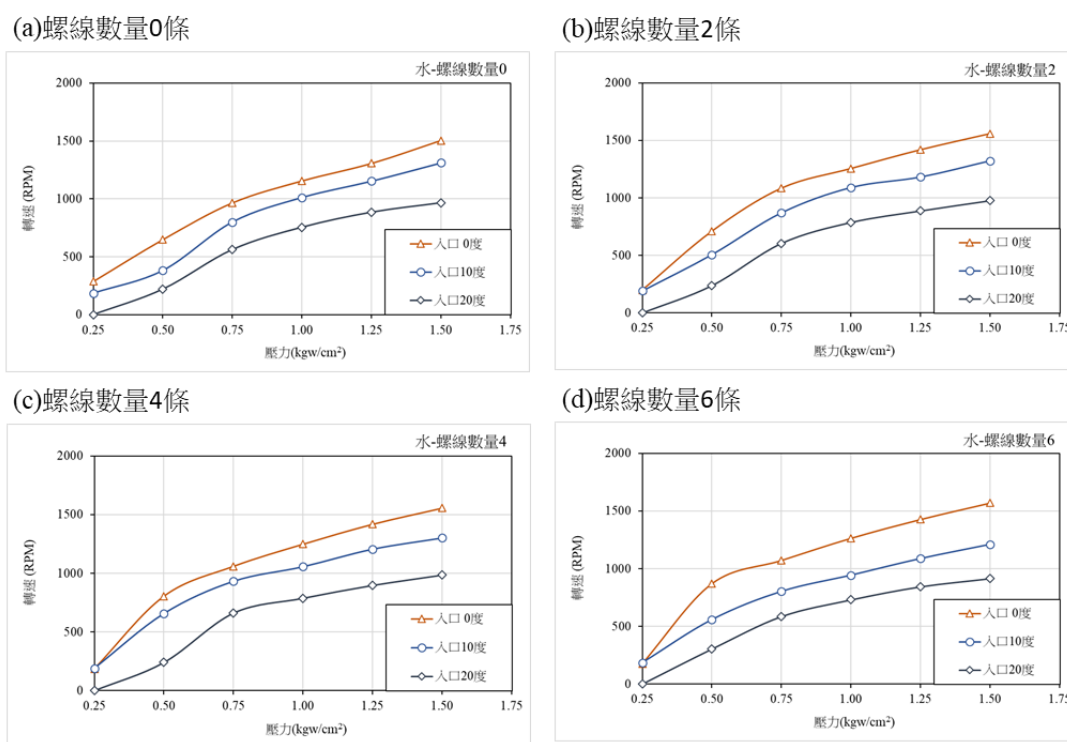 (a)螺線數量0條
水-螺線數量0
2000
1500
1000
500
0
轉速 (RPM)
0.25 0.50 0.75 1.00 1.25 1.50 1.75
壓力(kgw/cm²)
入口 0度
入口10度
入口20度
(b)螺線數量2條
水-螺線數量2
2000
1500
1000
500
0
轉速 (RPM)
0.25 0.50 0.75 1.00 1.25 1.50 1.75
壓力(kgw/cm²)
入口 0度
入口10度
入口20度
(c)螺線數量4條
水-螺線數量4
2000
1500
1000
500
0
轉速 (RPM)
0.25 0.50 0.75 1.00 1.25 1.50 1.75
壓力(kgw/cm²)
入口 0度
入口10度
入口20度
(d)螺線數量6條
水-螺線數量6
2000
1500
1000
500
0
轉速 (RPM)
0.25 0.50 0.75 1.00 1.25 1.50 1.75
壓力(kgw/cm²)
入口 0度
入口10度
入口20度